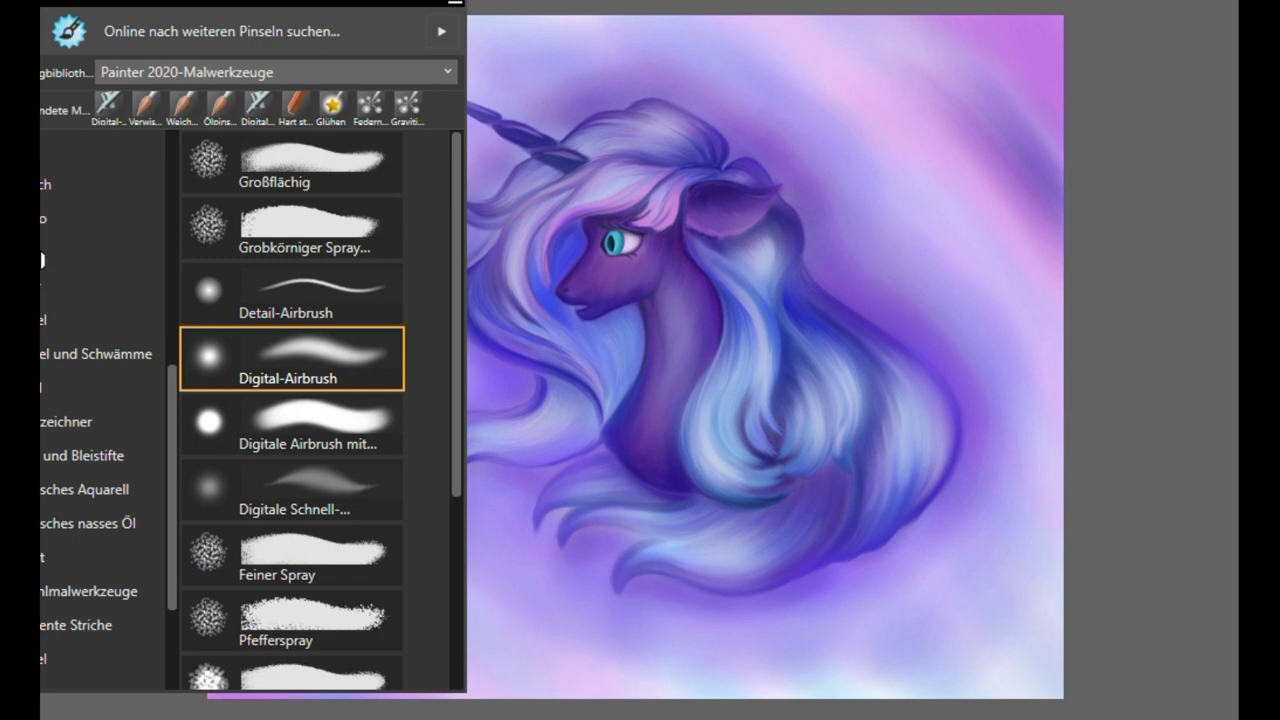 Online nach weiteren Pinseln suchen...
gbiblioth... Painter 2020-Malwerkzeuge
ndete M...
Digital-.. Verwis... Weich... Ölpins... Digital... Hart st... Glühen Federn... Graviti...
Großflächig
ch
o
Grobkörniger Spray...
Detail-Airbrush
el
el und Schwämme
Digital-Airbrush
zeichner
Digitale Airbrush mit...
und Bleistifte
sches Aquarell
Digitale Schnell-...
sches nasses Öl
t
Feiner Spray
hlmalwerkzeuge
ente Striche
Pfefferspray
el